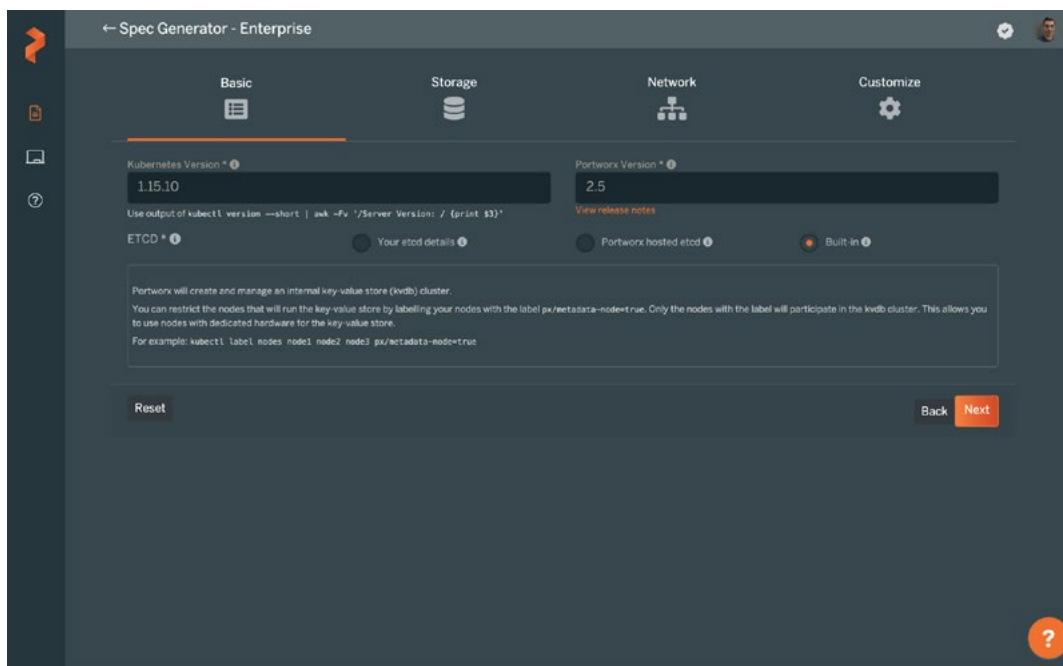 ← Spec Generator - Enterprise
Basic
Storage
Network
Customize
Kubernetes Version *
Portworx Version *
1.15.10
2.5
Use output of kubectl version --short | awk -Fv '/Server Version: / {print $3}'
View release notes
ETCD *
Your etcd details
Portworx hosted etcd
Built-in
Portworx will create and manage an internal key-value store (kvdb) cluster.
You can restrict the nodes that will run the key-value store by labelling your nodes with the label px/metadata-node=true. Only the nodes with the label will participate in the kvdb cluster. This allows you
to use nodes with dedicated hardware for the key-value store.
For example: kubectl label nodes node1 node2 node3 px/metadata-node=true
Reset
Back
Next
?